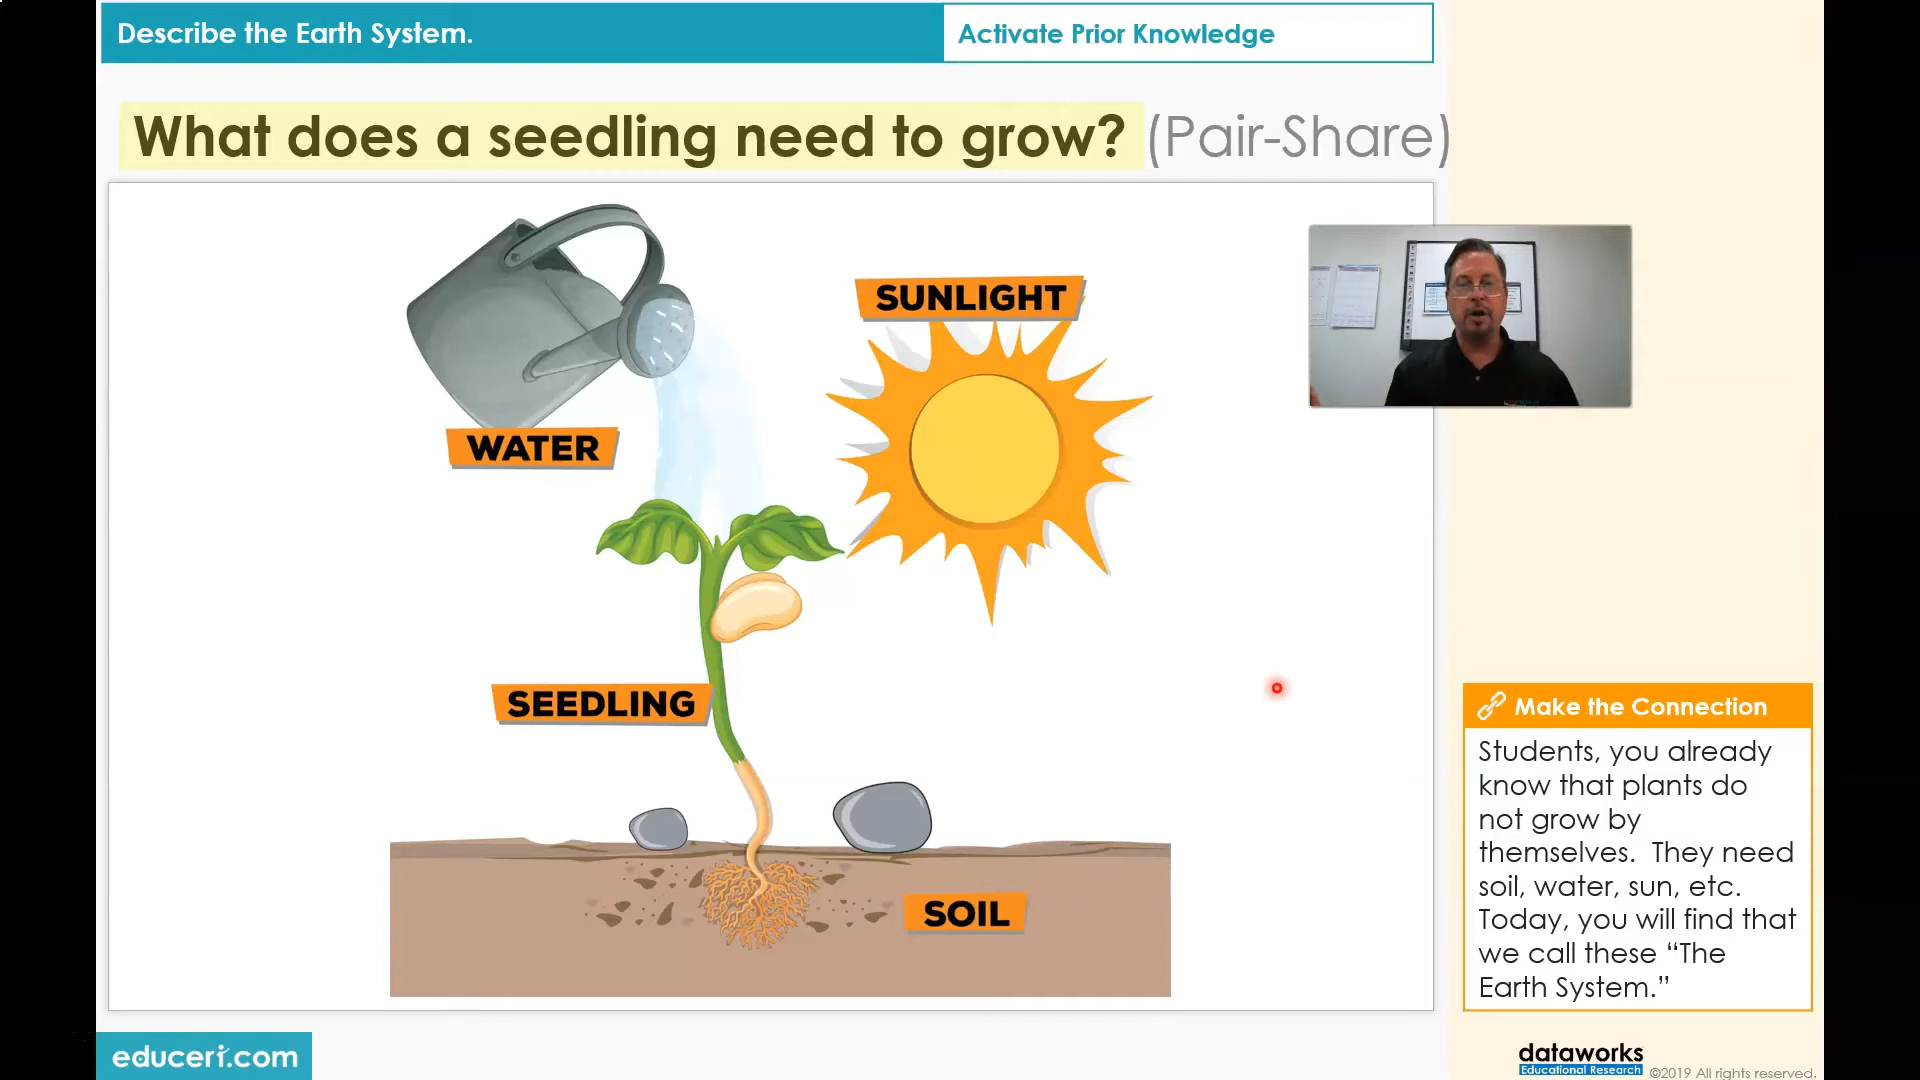 Describe the Earth System.
Activate Prior Knowledge
What does a seedling need to grow? (Pair-Share)
SUNLIGHT
WATER
SEEDLING
SOIL
Make the Connection
Students, you already
know that plants do
not grow by
themselves. They need
soil, water, sun, etc.
Today, you will find that
we call these “The
Earth System.”
educeri.com
dataworks
Educational Research
©2019 All rights reserved.